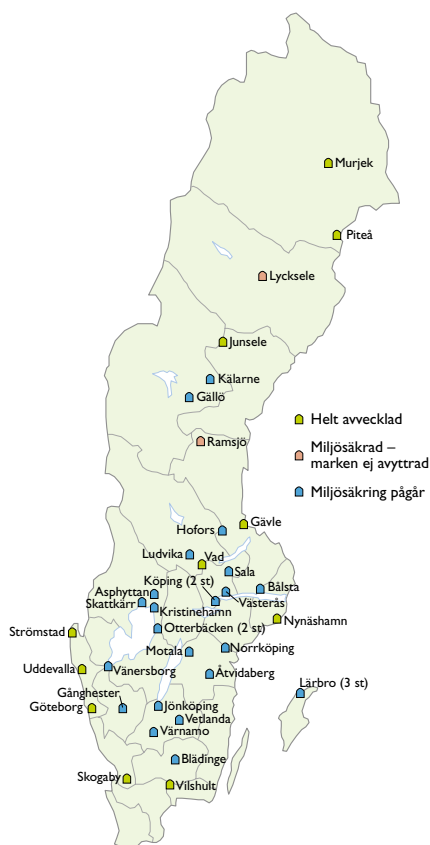 Murjek
Piteå
Lycksele
Junsele
Kälarne
Gällö
Helt avvecklad
Ramsjö
Miljösäkrad –
marken ej avyttrad
Miljösäkring pågår
Gävle
Hofors
Ludvika
Vad
Sala
Köping (2 st)
Bålsta
Asphyttan
Västerås
Skattkärr
Kristinehamn
Nynäshamn
Otterbäcken (2 st)
Strömstad
Norrköping
Motala
Uddevalla
Vänersborg
Åtvidaberg
Lärbro (3 st)
Gånghester
Göteborg
Jönköping
Vetlanda
Värnamo
Blädinge
Skogaby
Vilshult